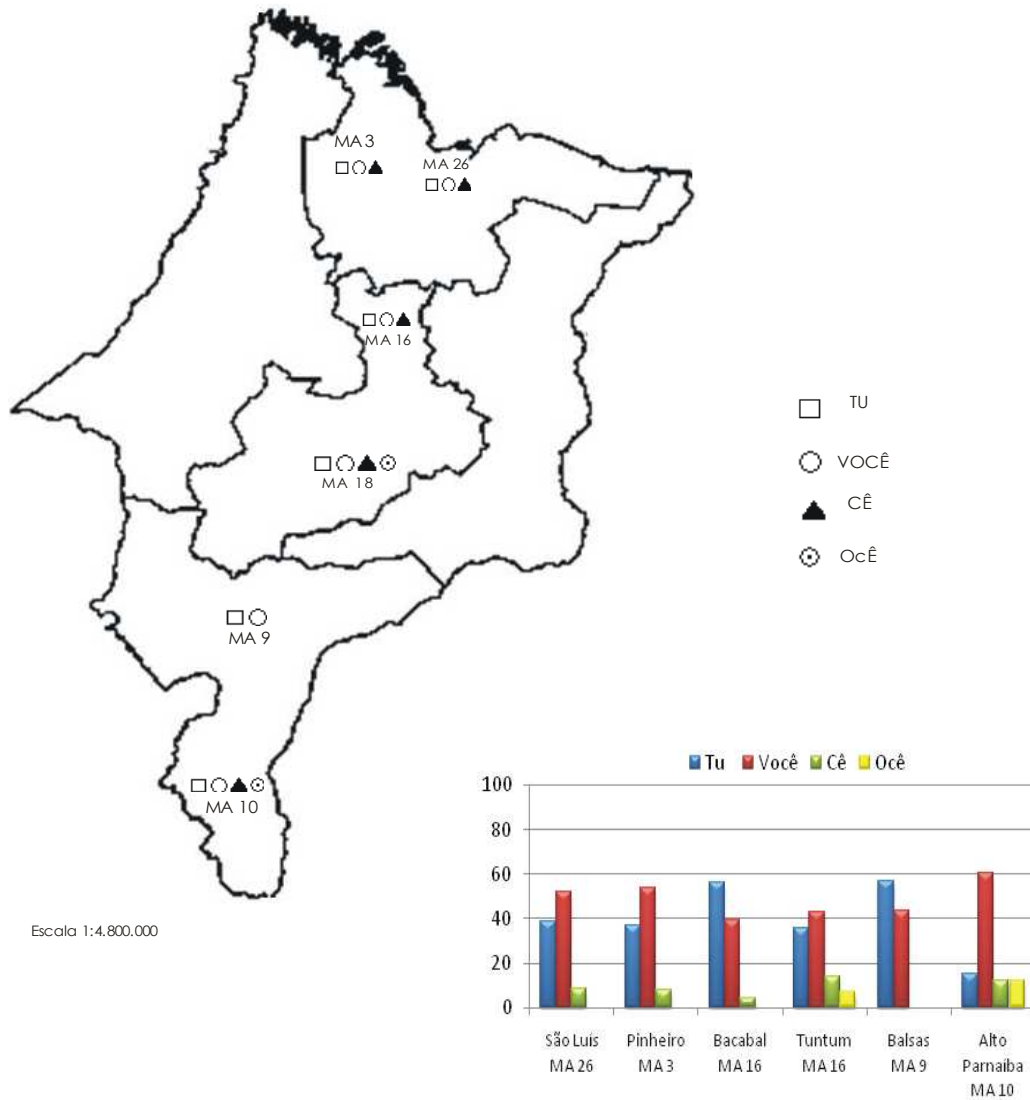 MA 3
MA 26
MA 16
MA 18
MA 9
MA 10
TU
VOCÊ
CÊ
OcÊ
Escala 1:4.800.000
Tu Você Cê Ocê
100
80
60
40
20
0
São Luís
MA 26
Pinheiro
MA 3
Bacabal
MA 16
Tuntum
MA 16
Balsas
MA 9
Alto
Parnaíba
MA 10